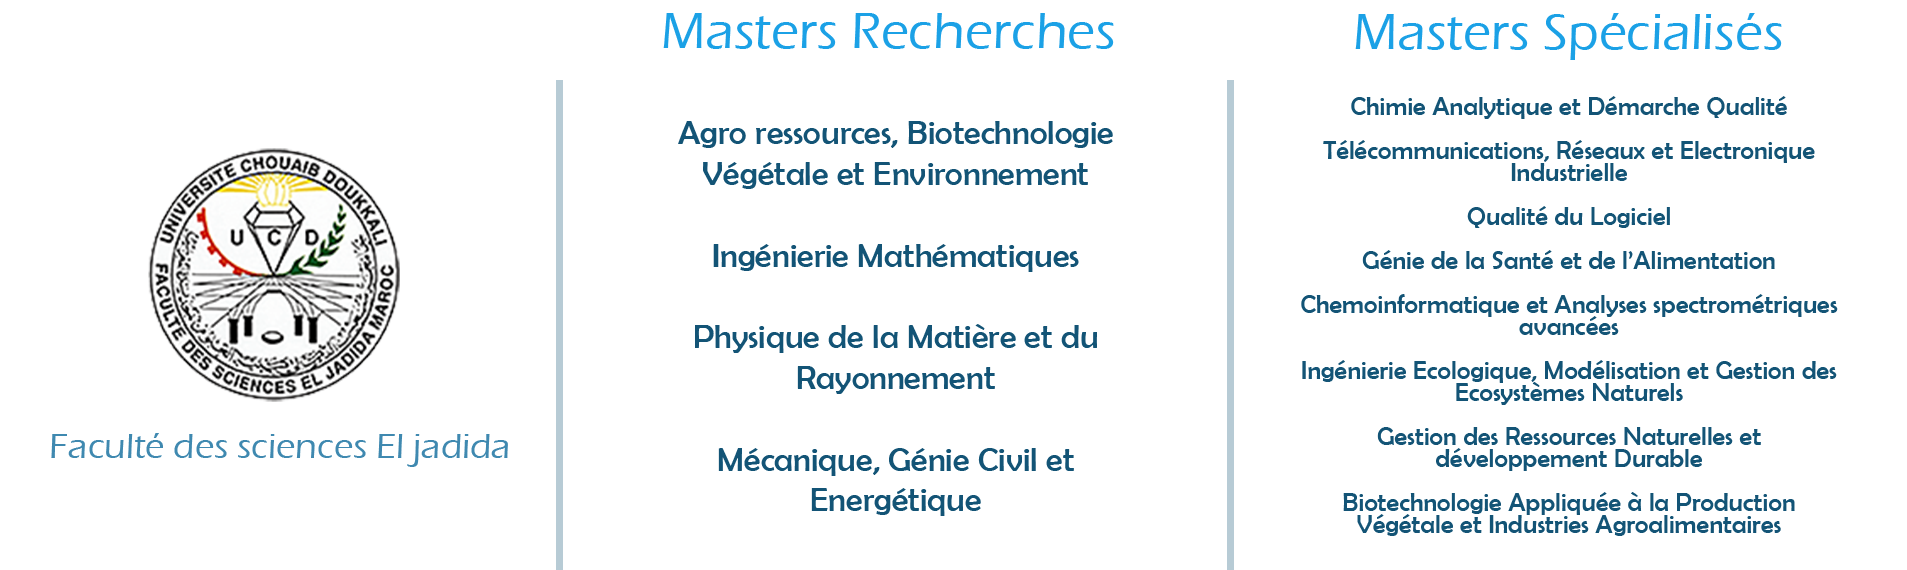 UNIVERSITE CHOUAIB DOUKKALI
U C D
FACULTE DES SCIENCES EL JADIDA MAROC
Faculté des sciences El jadida
Masters Recherches
Agro ressources, Biotechnologie
Végétale et Environnement
Ingénierie Mathématiques
Physique de la Matière et du
Rayonnement
Mécanique, Génie Civil et
Energétique
Masters Spécialisés
Chimie Analytique et Démarche Qualité
Télécommunications, Réseaux et Electronique
Industrielle
Qualité du Logiciel
Génie de la Santé et de l'Alimentation
Chemoinformatique et Analyses spectrométriques
avancées
Ingénierie Ecologique, Modélisation et Gestion des
Ecosystèmes Naturels
Gestion des Ressources Naturelles et
développement Durable
Biotechnologie Appliquée à la Production
Végétale et Industries Agroalimentaires